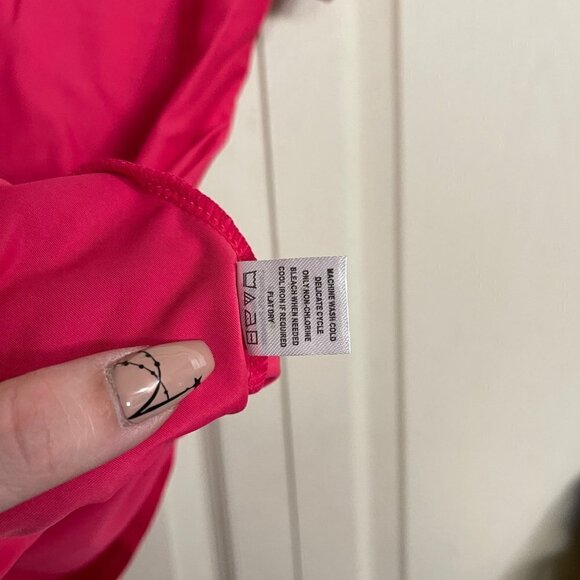 MACHINE WASH COLD
DELICATE CYCLE
ONLY NON-CHLORINE
BLEACH WHEN NEEDED
COOL IRON IF REQUIRED
FLAT DRY